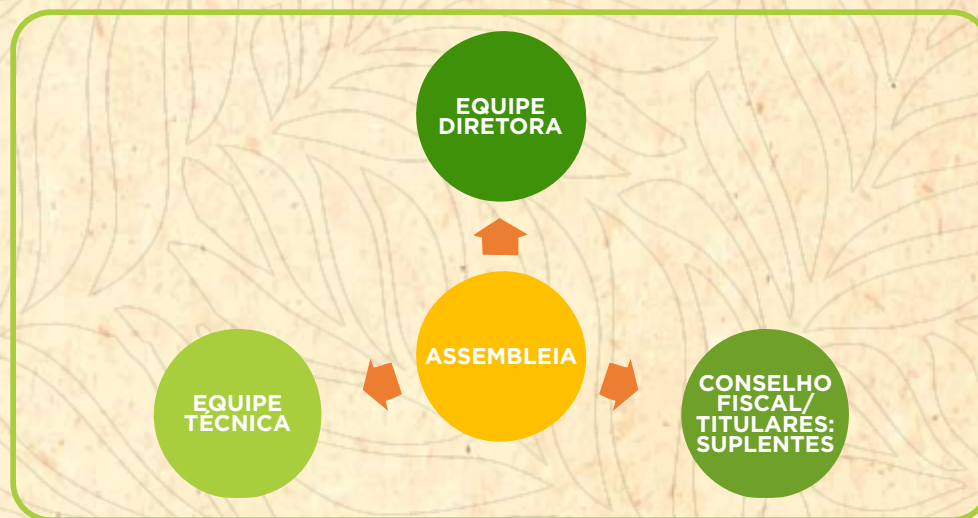 EQUIPE
DIRETORA
ASSEMBLEIA
EQUIPE
TÉCNICA
CONSELHO
FISCAL/
TITULARES:
SUPLENTES